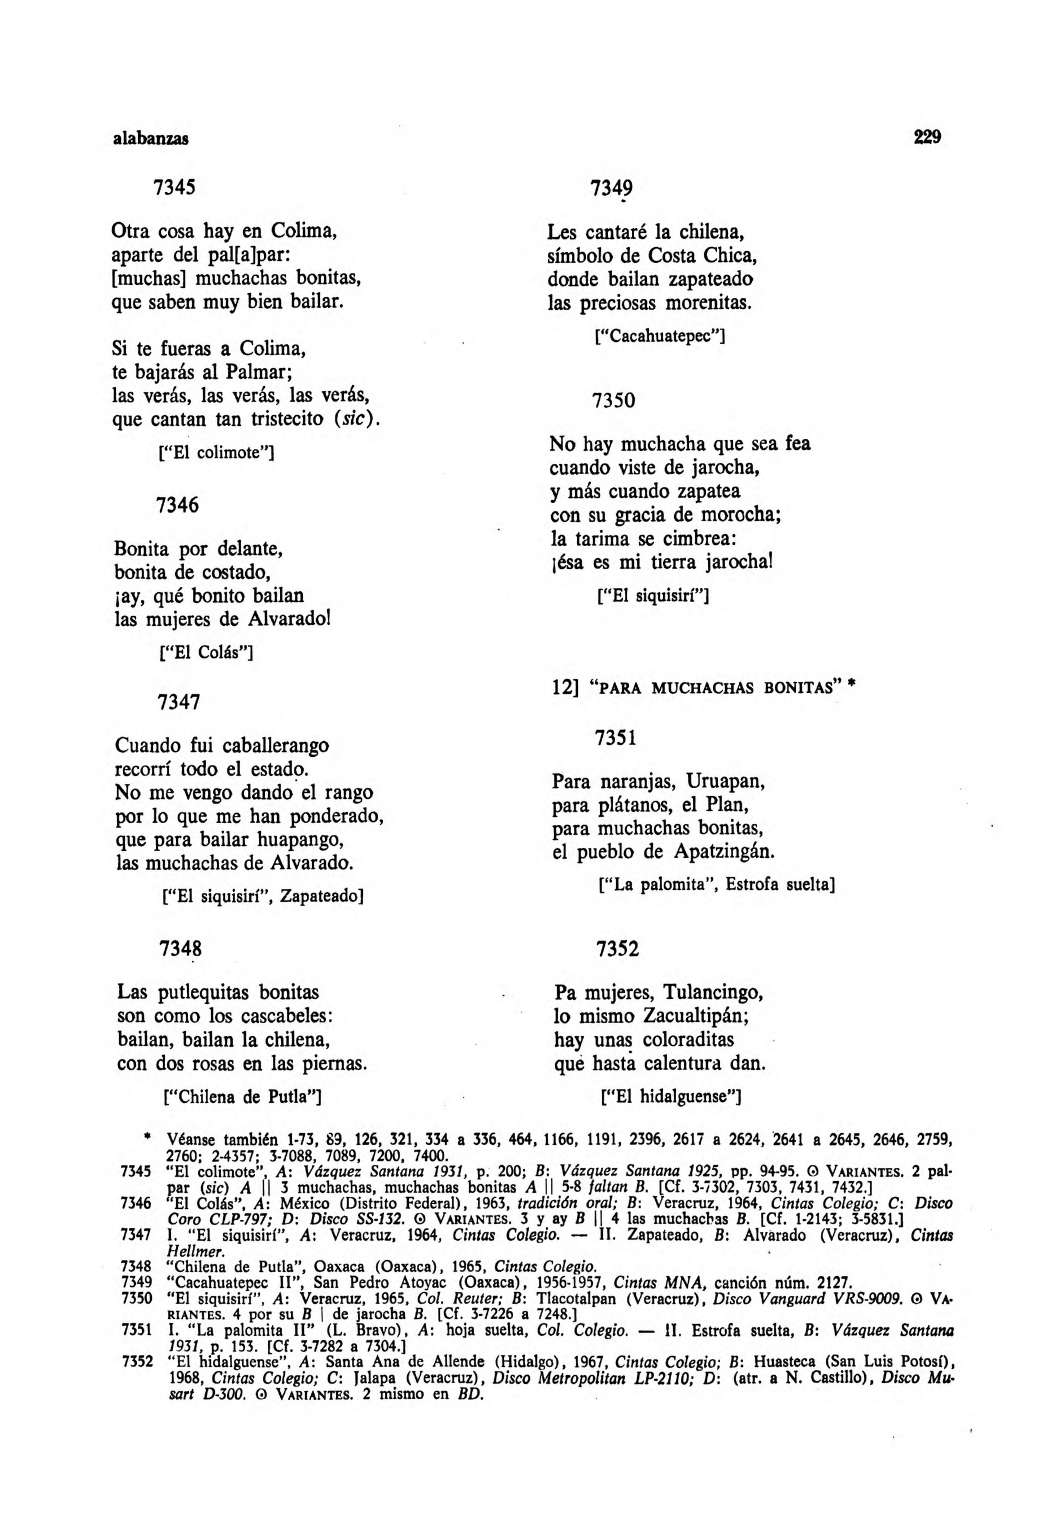 alabanzas 229
7345
Otra cosa hay en Colima,
aparte del pal[a]par:
[muchas] muchachas bonitas,
que saben muy bien bailar.
Si te fueras a Colima,
te bajarás al Palmar;
las verás, las verás, las verás,
que cantan tan tristecito (sic).
["El colimote"]
7346
Bonita por delante,
bonita de costado,
¡ay, qué bonito bailan
las mujeres de Alvarado!
["El Colás"]
7347
Cuando fui caballerango
recorrí todo el estado.
No me vengo dando el rango
por lo que me han ponderado,
que para bailar huapango,
las muchachas de Alvarado.
["El siquisirí", Zapateado]
7348
Las putlequitas bonitas
son como los cascabeles:
bailan, bailan la chilena,
con dos rosas en las piernas.
["Chilena de Putla"]
7349
Les cantaré la chilena,
símbolo de Costa Chica,
donde bailan zapateado
las preciosas morenitas.
["Cacahuatepec"]
7350
No hay muchacha que sea fea
cuando viste de jarocha,
y más cuando zapatea
con su gracia de morocha;
la tarima se cimbrea:
¡ésa es mi tierra jarocha!
["El siquisirí"]
12] "PARA MUCHACHAS BONITAS" *
7351
Para naranjas, Uruapan,
para plátanos, el Plan,
para muchachas bonitas,
el pueblo de Apatzingán.
["La palomita", Estrofa suelta]
7352
Pa mujeres, Tulancingo,
lo mismo Zacualtipán;
hay unas coloraditas
que hasta calentura dan.
["El hidalguense"]
* Véanse también 1-73, 89, 126, 321, 334 a 336, 464, 1166, 1191, 2396, 2617 a 2624, 2641 a 2645, 2646, 2759,
2760; 2-4357; 3-7088, 7089, 7200, 7400.
7345 "El colimote", A: Vázquez Santana 1931, p. 200; B: Vázquez Santana 1925, pp. 94-95. ⊙ VARIANTES. 2 pal-
par (sic) A || 3 muchachas, muchachas bonitas A || 5-8 faltan B. [Cf. 3-7302, 7303, 7431, 7432.]
7346 "El Colás", A: México (Distrito Federal), 1963, tradición oral; B: Veracruz, 1964, Cintas Colegio; C: Disco
Coro CLP-797; D: Disco SS-132. ⊙ VARIANTES. 3 y ay B || 4 las muchachas B. [Cf. 1-2143; 3-5831.]
7347 I. "El siquisirí", A: Veracruz, 1964, Cintas Colegio. — II. Zapateado, B: Alvarado (Veracruz), Cintas
Hellmer.
7348 "Chilena de Putla", Oaxaca (Oaxaca), 1965, Cintas Colegio.
7349 "Cacahuatepec II", San Pedro Atoyac (Oaxaca), 1956-1957, Cintas MNA, canción núm. 2127.
7350 "El siquisirí", A: Veracruz, 1965, Col. Reuter; B: Tlacotalpan (Veracruz), Disco Vanguard VRS-9009. ⊙ VA-
RIANTES. 4 por su B | de jarocha B. [Cf. 3-7226 a 7248.]
7351 I. "La palomita II" (L. Bravo), A: hoja suelta, Col. Colegio. — II. Estrofa suelta, B: Vázquez Santana
1931, p. 153. [Cf. 3-7282 a 7304.]
7352 "El hidalguense", A: Santa Ana de Allende (Hidalgo), 1967, Cintas Colegio; B: Huasteca (San Luis Potosí),
1968, Cintas Colegio; C: Jalapa (Veracruz), Disco Metropolitan LP-2110; D: (atr. a N. Castillo), Disco Mu-
sart D-300. ⊙ VARIANTES. 2 mismo en BD.